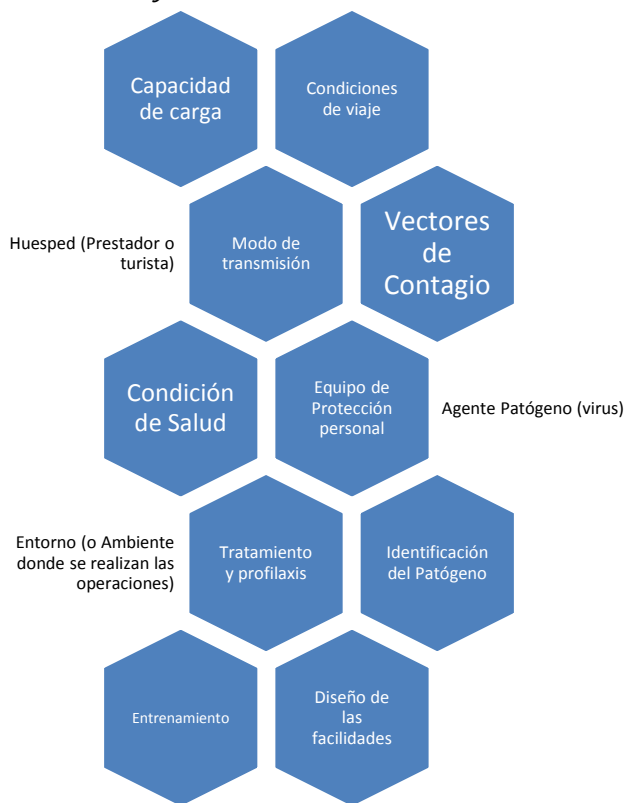 Capacidad
de carga
Condiciones
de viaje
Huesped (Prestador o
turista)
Modo de
transmisión
Vectores
de
Contagio
Condición
de Salud
Equipo de
Protección
personal
Agente Patógeno (virus)
Entorno (o Ambiente
donde se realizan las
operaciones)
Tratamiento
y profilaxis
Identificación
del Patógeno
Entrenamiento
Diseño de
las
facilidades